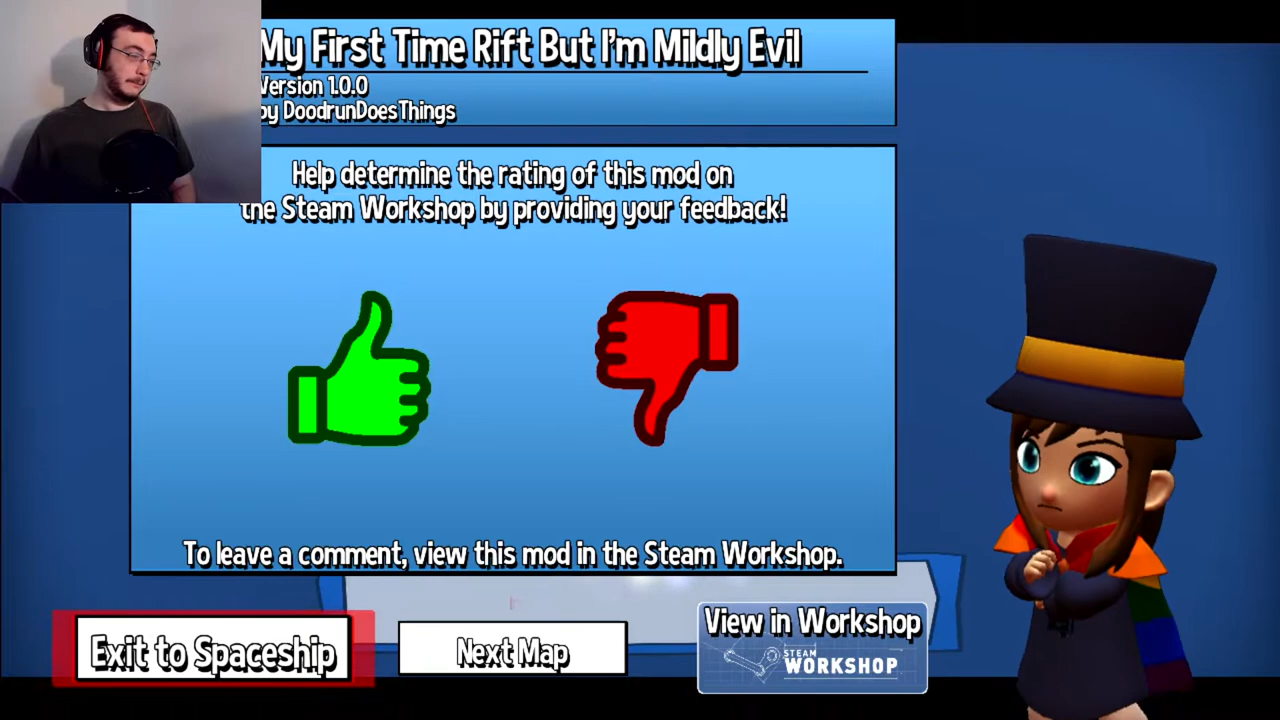 My First Time Rift But I'm Mildly Evil
Version 1.0.0
by DoodrunDoesThings
Help determine the rating of this mod on
the Steam Workshop by providing your feedback!
To leave a comment, view this mod in the Steam Workshop.
Exit to Spaceship
Next Map
View in Workshop
STEAM
WORKSHOP